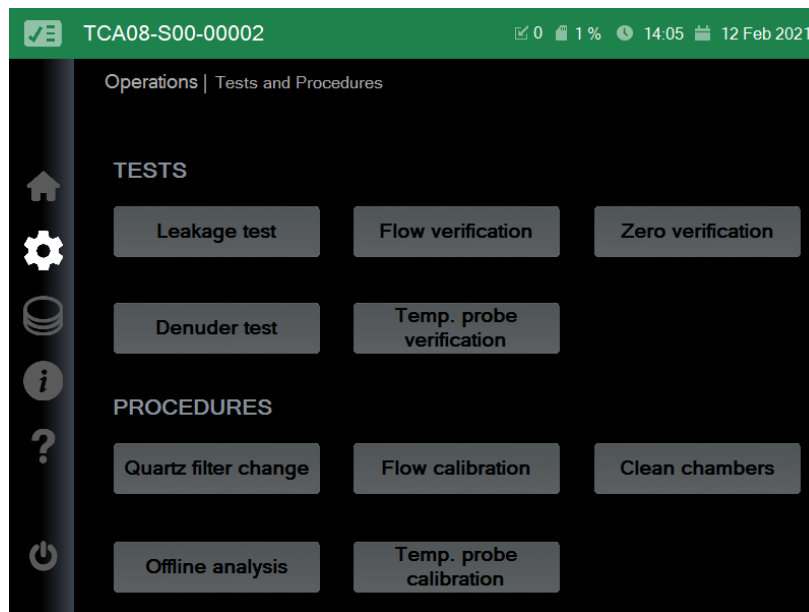 TCA08-S00-00002 0 1 % 14:05 12 Feb 2021
Operations | Tests and Procedures
TESTS
Leakage test Flow verification Zero verification
Denuder test Temp. probe
verification
PROCEDURES
Quartz filter change Flow calibration Clean chambers
Offline analysis Temp. probe
calibration